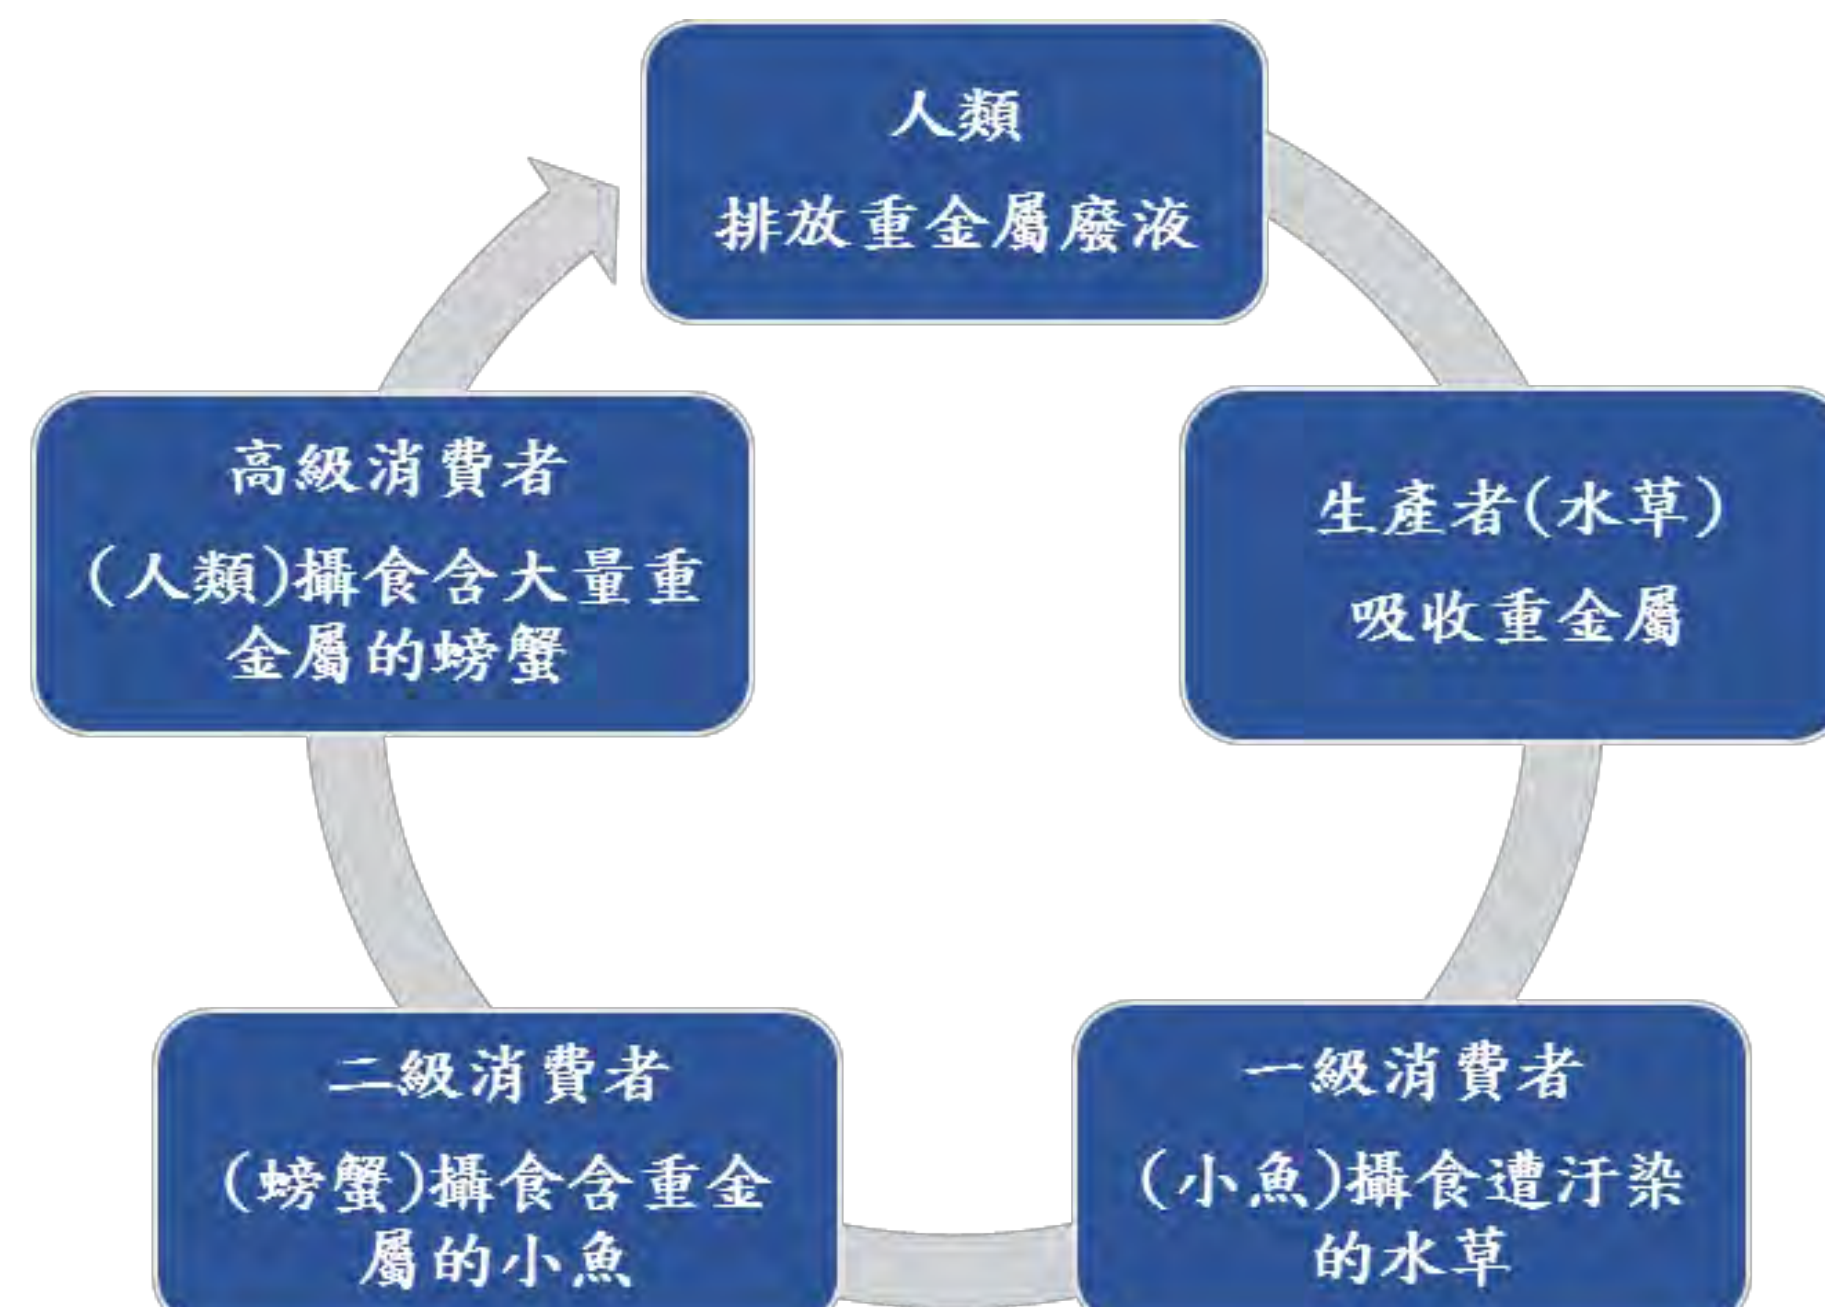 人類
排放重金屬廢液
生產者(水草)
吸收重金屬
一級消費者
(小魚)攝食遭汙染
的水草
二級消費者
(螃蟹)攝食含重金
屬的小魚
高級消費者
(人類)攝食含大量重
金屬的螃蟹